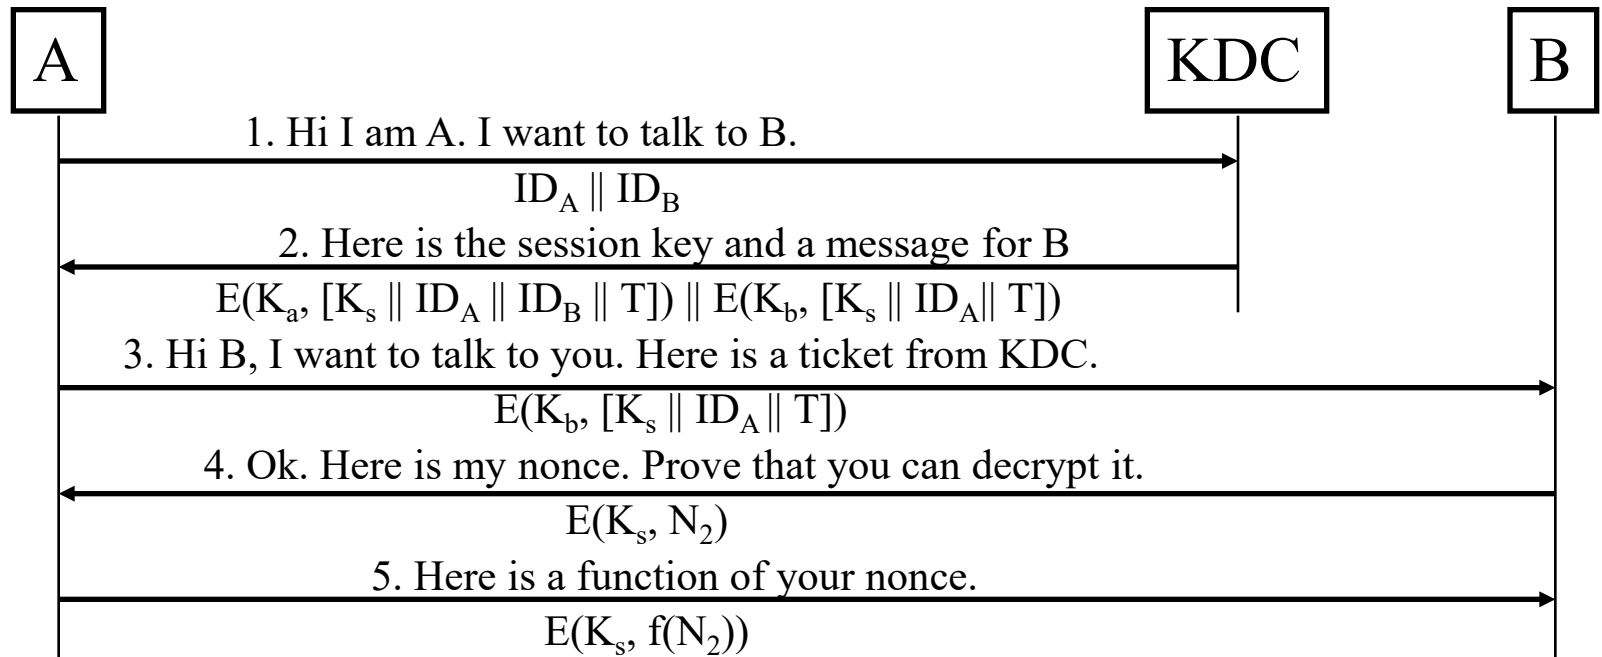 A KDC B
1. Hi I am A. I want to talk to B.
ID_A || ID_B
2. Here is the session key and a message for B
E(K_a, [K_s || ID_A || ID_B || T]) || E(K_b, [K_s || ID_A|| T])
3. Hi B, I want to talk to you. Here is a ticket from KDC.
E(K_b, [K_s || ID_A || T])
4. Ok. Here is my nonce. Prove that you can decrypt it.
E(K_s, N_2)
5. Here is a function of your nonce.
E(K_s, f(N_2))